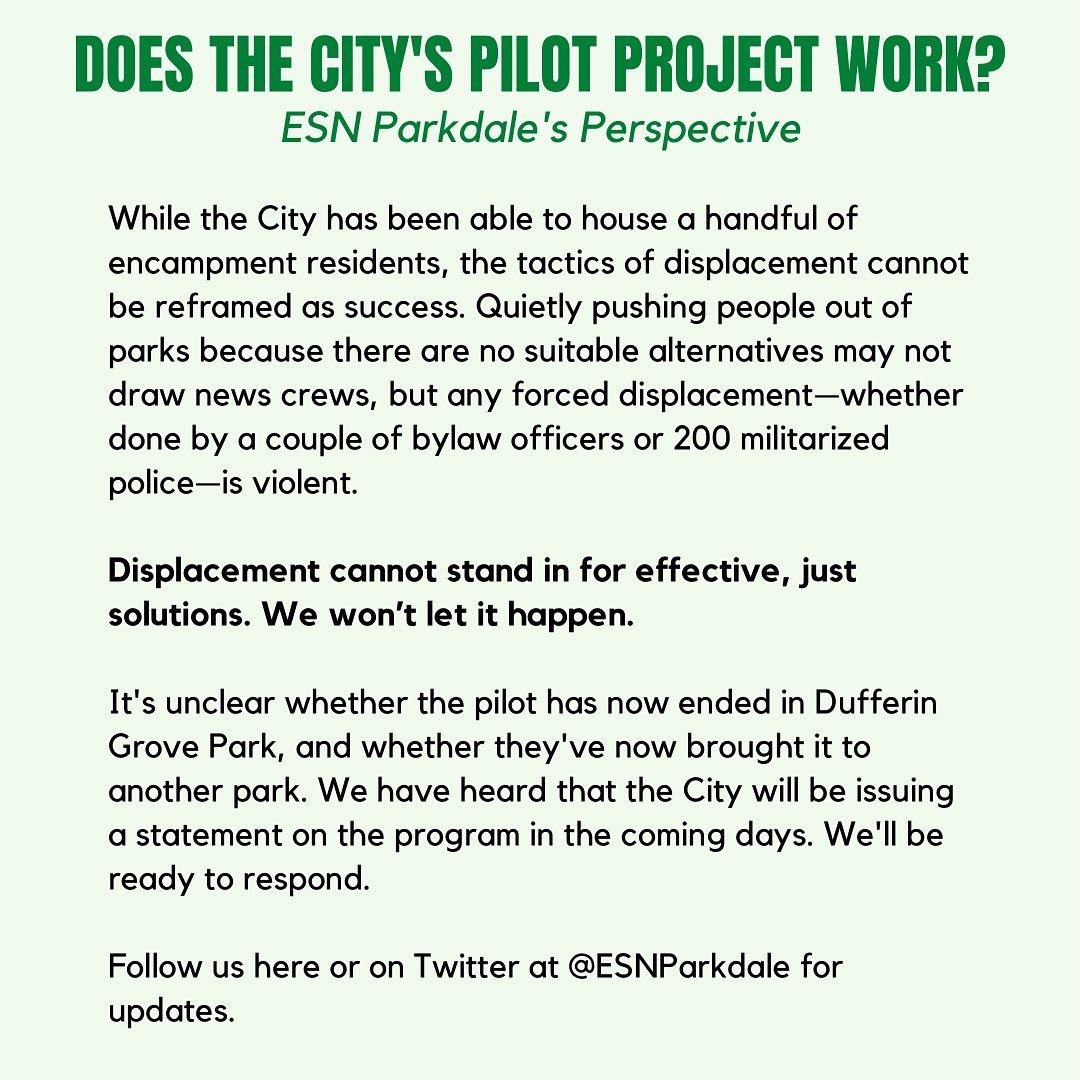 DOES THE CITY'S PILOT PROJECT WORK?
ESN Parkdale's Perspective
While the City has been able to house a handful of
encampment residents, the tactics of displacement cannot
be reframed as success. Quietly pushing people out of
parks because there are no suitable alternatives may not
draw news crews, but any forced displacement—whether
done by a couple of bylaw officers or 200 militarized
police—is violent.
Displacement cannot stand in for effective, just
solutions. We won’t let it happen.
It's unclear whether the pilot has now ended in Dufferin
Grove Park, and whether they've now brought it to
another park. We have heard that the City will be issuing
a statement on the program in the coming days. We'll be
ready to respond.
Follow us here or on Twitter at @ESNParkdale for
updates.